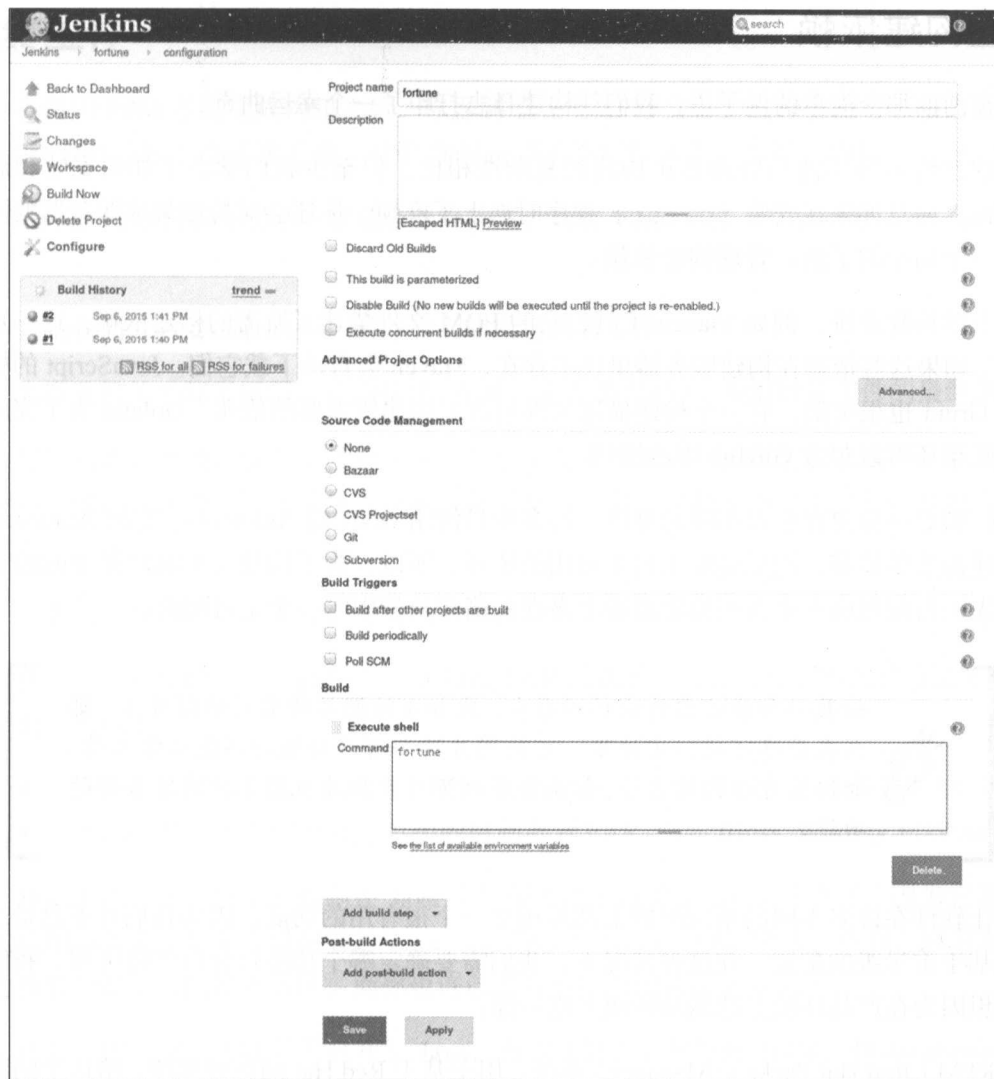 Jenkins
search
Jenkins › fortune › configuration
Back to Dashboard
Status
Changes
Workspace
Build Now
Delete Project
Configure
Build History trend
#2 Sep 6, 2015 1:41 PM
#1 Sep 6, 2015 1:40 PM
RSS for all RSS for failures
Project name fortune
Description
[Escaped HTML] Preview
Discard Old Builds
This build is parameterized
Disable Build (No new builds will be executed until the project is re-enabled.)
Execute concurrent builds if necessary
Advanced Project Options
Advanced...
Source Code Management
None
Bazaar
CVS
CVS Projectset
Git
Subversion
Build Triggers
Build after other projects are built
Build periodically
Poll SCM
Build
Execute shell
Command fortune
See the list of available environment variables
Delete
Add build step
Post-build Actions
Add post-build action
Save Apply